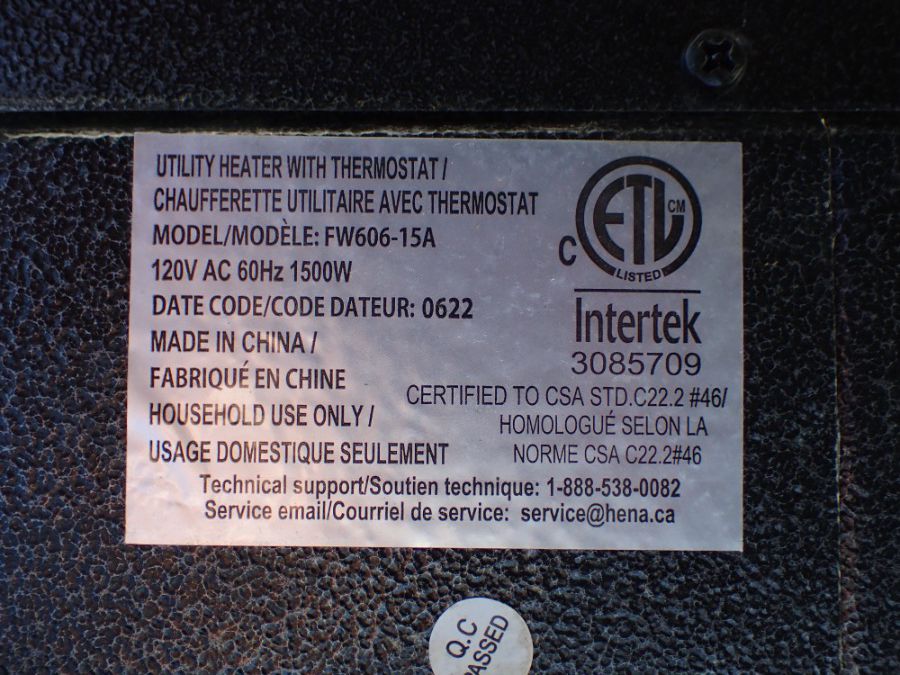 UTILITY HEATER WITH THERMOSTAT /
CHAUFFERETTE UTILITAIRE AVEC THERMOSTAT
MODEL/MODÈLE: FW606-15A
120V AC 60Hz 1500W
DATE CODE/CODE DATEUR: 0622
MADE IN CHINA /
FABRIQUÉ EN CHINE
HOUSEHOLD USE ONLY /
USAGE DOMESTIQUE SEULEMENT
C ETL CM
LISTED
Intertek
3085709
CERTIFIED TO CSA STD.C22.2 #46/
HOMOLOGUÉ SELON LA
NORME CSA C22.2#46
Technical support/Soutien technique: 1-888-538-0082
Service email/Courriel de service: service@hena.ca
Q.C
PASSED